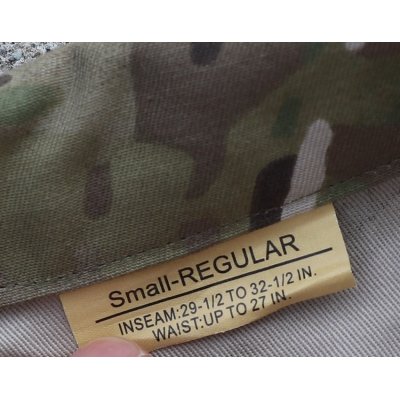 Small-REGULAR
INSEAM:29-1/2 TO 32-1/2 IN.
WAIST:UP TO 27 IN.